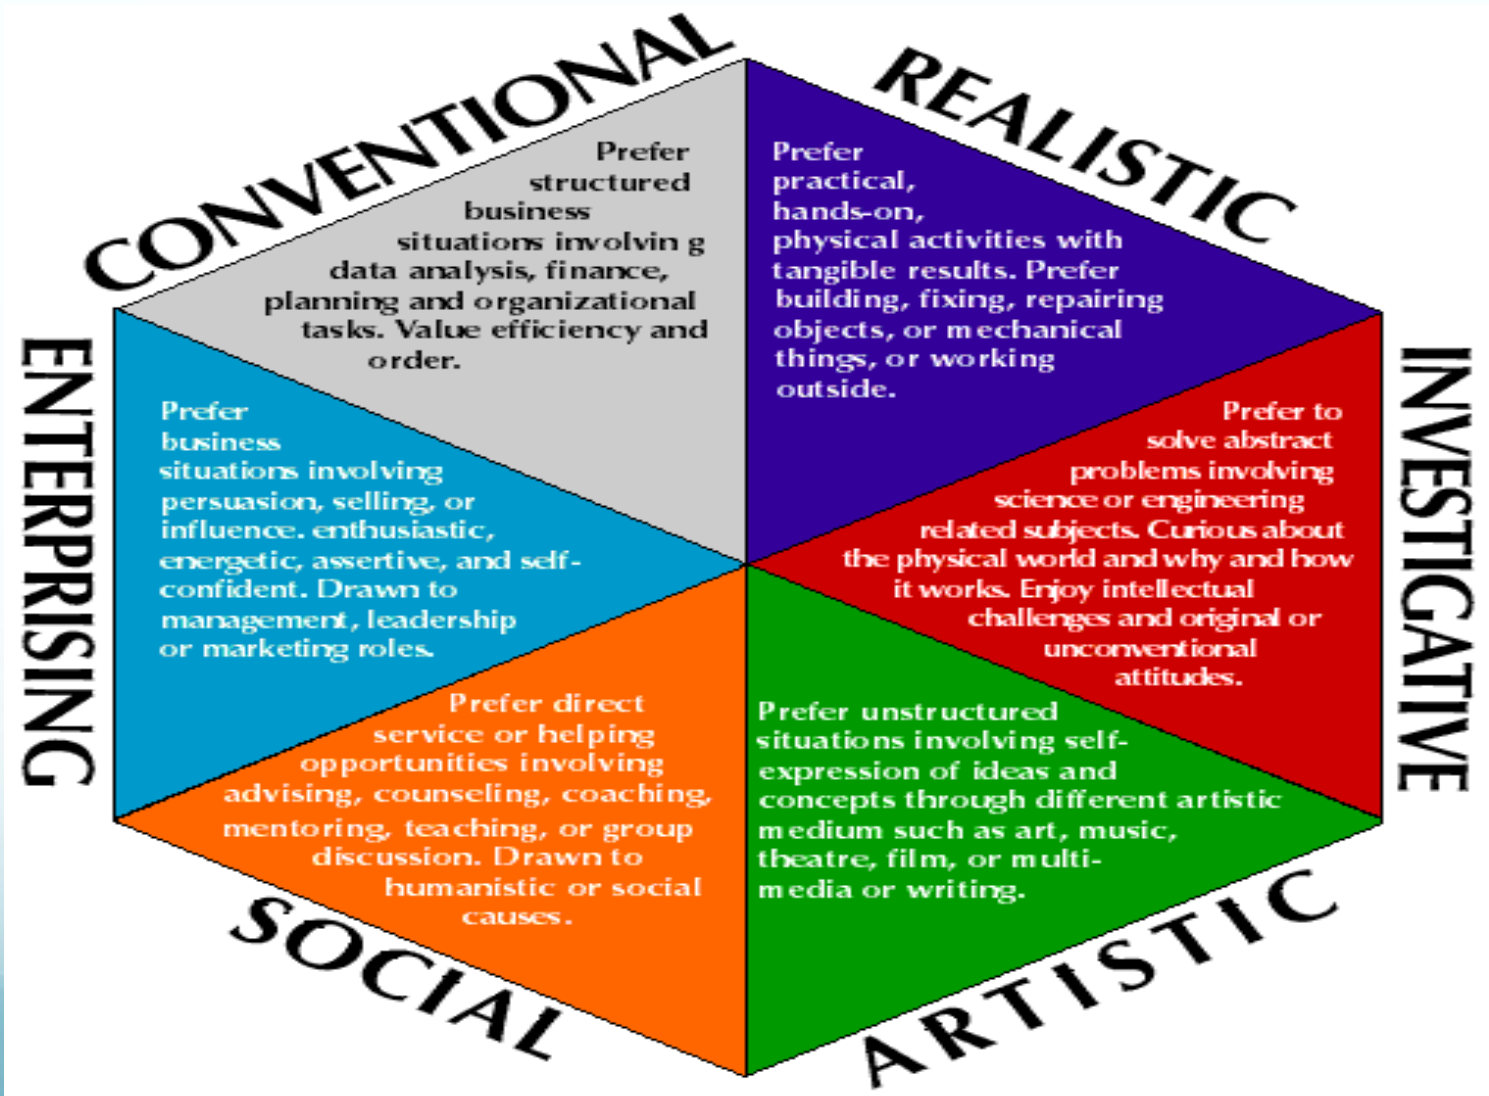 CONVENTIONAL
Prefer
structured
business
situations involvin g
data analysis, finance,
planning and organizational
tasks. Value efficiency and
order.
REALISTIC
Prefer
practical,
hands-on,
physical activities with
tangible results. Prefer
building, fixing, repairing
objects, or mechanical
things, or working
outside.
ENTERPRISING
Prefer
business
situations involving
persuasion, selling, or
influence. enthusiastic,
energetic, assertive, and self-
confident. Drawn to
management, leadership
or marketing roles.
INVESTIGATIVE
Prefer to
solve abstract
problems involving
science or engineering
related subjects. Curious about
the physical world and why and how
it works. Enjoy intellectual
challenges and original or
unconventional
attitudes.
Prefer direct
service or helping
opportunities involving
advising, counseling, coaching,
mentoring, teaching, or group
discussion. Drawn to
humanistic or social
causes.
SOCIAL
Prefer unstructured
situations involving self-
expression of ideas and
concepts through different artistic
medium such as art, music,
theatre, film, or multi-
media or writing.
ARTISTIC